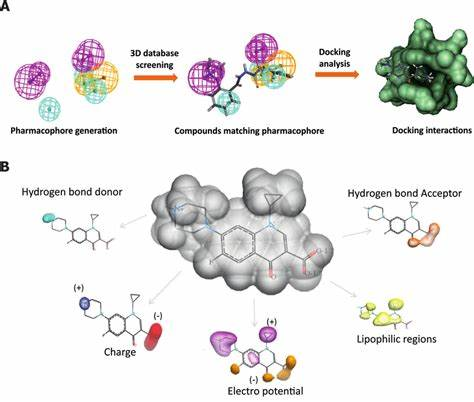 A
3D database
screening
Docking
analysis
Pharmacophore generation
Compounds matching pharmacophore
Docking interactions
B
Hydrogen bond donor
Hydrogen bond Acceptor
(+)
(-)
Charge
(+)
(-)
Electro potential
Lipophilic regions